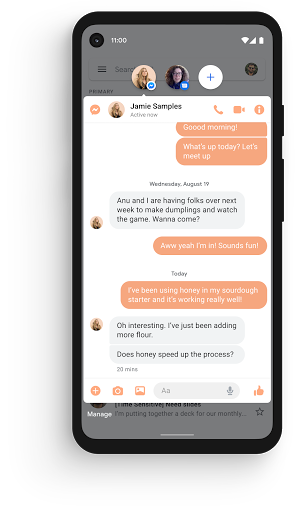 11:00
Sear
PRIMARY
Jamie Samples
Active now
Goood morning!
What's up today? Let's
meet up
Wednesday, August 19
Anu and I are having folks over next
week to make dumplings and watch
the game. Wanna come?
Aww yeah I'm in! Sounds fun!
Today
I've been using honey in my sourdough
starter and it's working really well!
Oh interesting. I've just been adding
more flour.
Does honey speed up the process?
20 mins
Aa
[Time Sensitive] Need slides
Manage
I'm putting together a deck for our monthly...